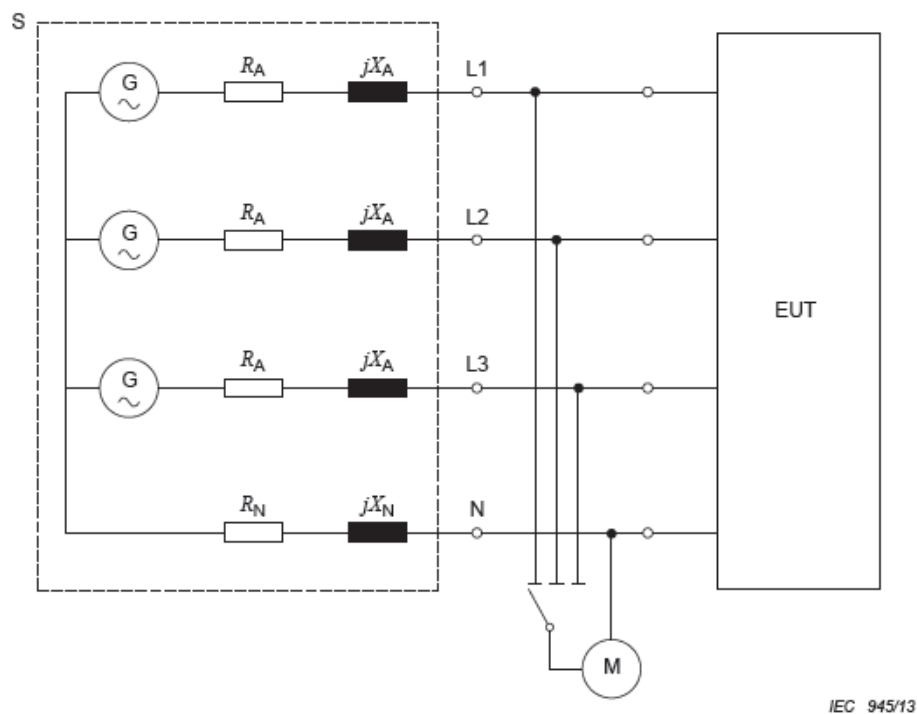 S
G
R_A
jX_A
L1
G
R_A
jX_A
L2
EUT
G
R_A
jX_A
L3
R_N
jX_N
N
M
IEC 945/13